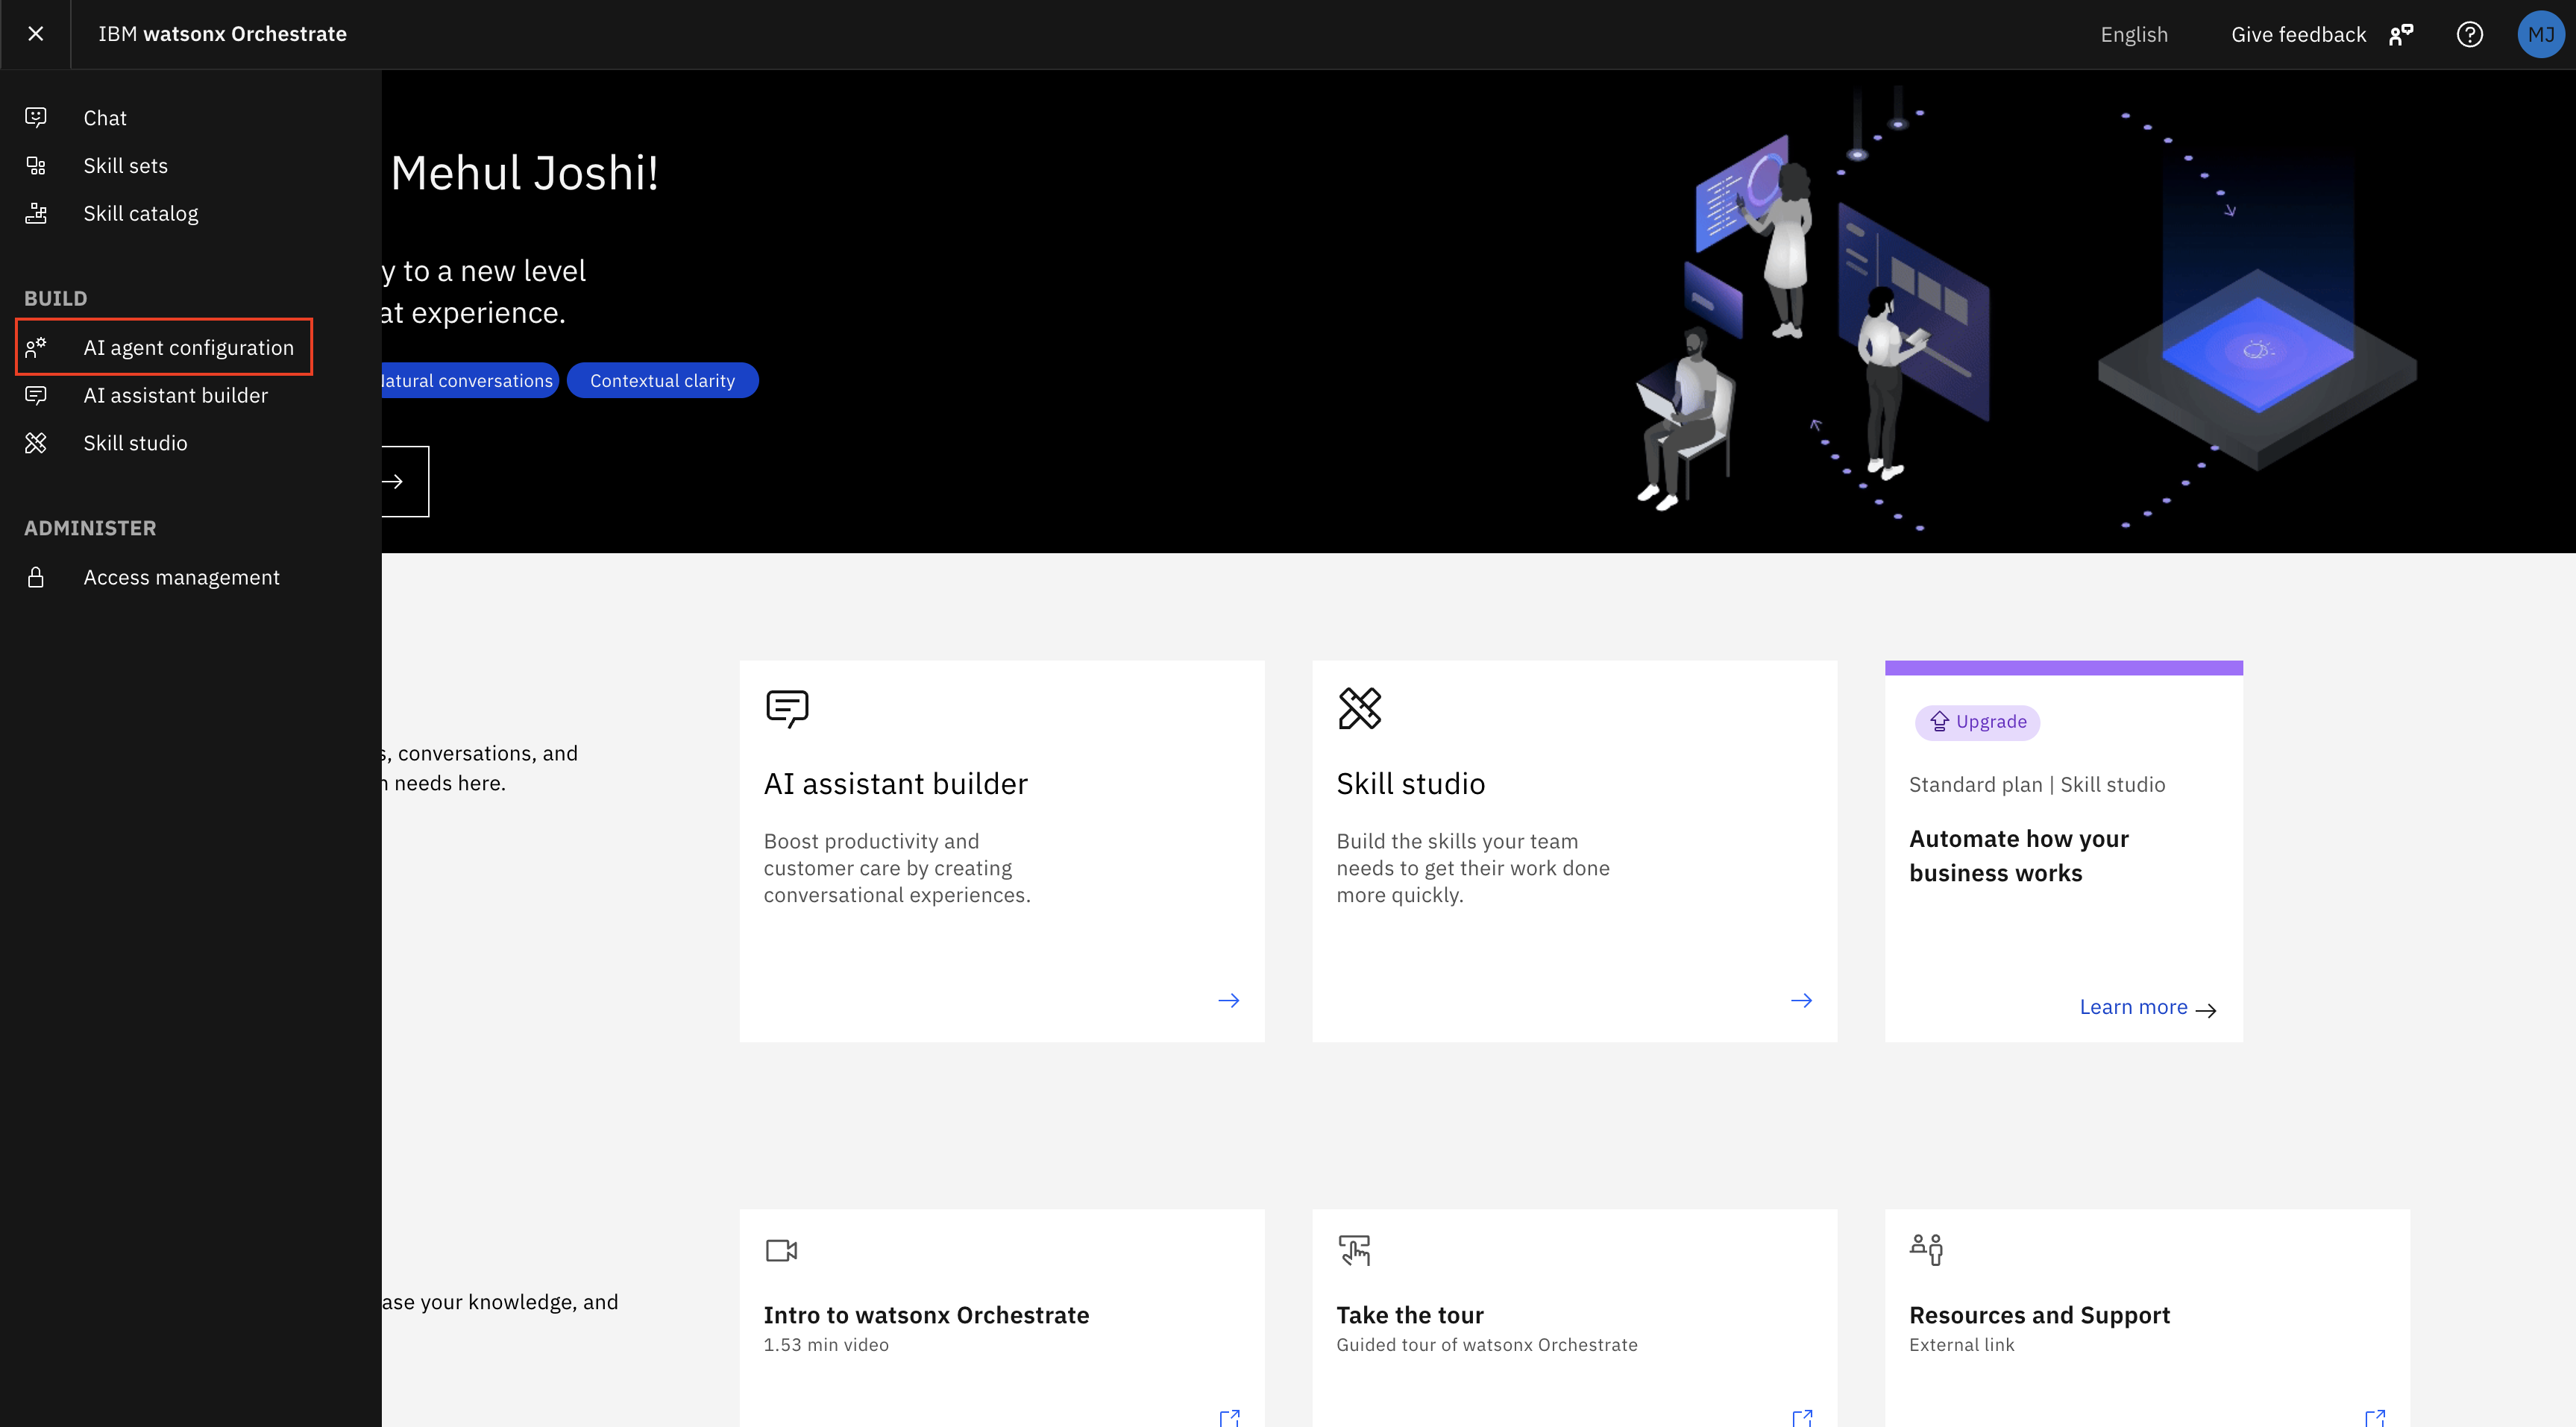 IBM watsonx Orchestrate
English
Give feedback
MJ
Chat
Skill sets
Skill catalog
BUILD
AI agent configuration
AI assistant builder
Skill studio
ADMINISTER
Access management
Mehul Joshi!
to a new level
experience.
conversations
Contextual clarity
conversations, and
needs here.
AI assistant builder
Boost productivity and
customer care by creating
conversational experiences.
Skill studio
Build the skills your team
needs to get their work done
more quickly.
Upgrade
Standard plan | Skill studio
Automate how your
business works
Learn more
your knowledge, and
Intro to watsonx Orchestrate
1.53 min video
Take the tour
Guided tour of watsonx Orchestrate
Resources and Support
External link